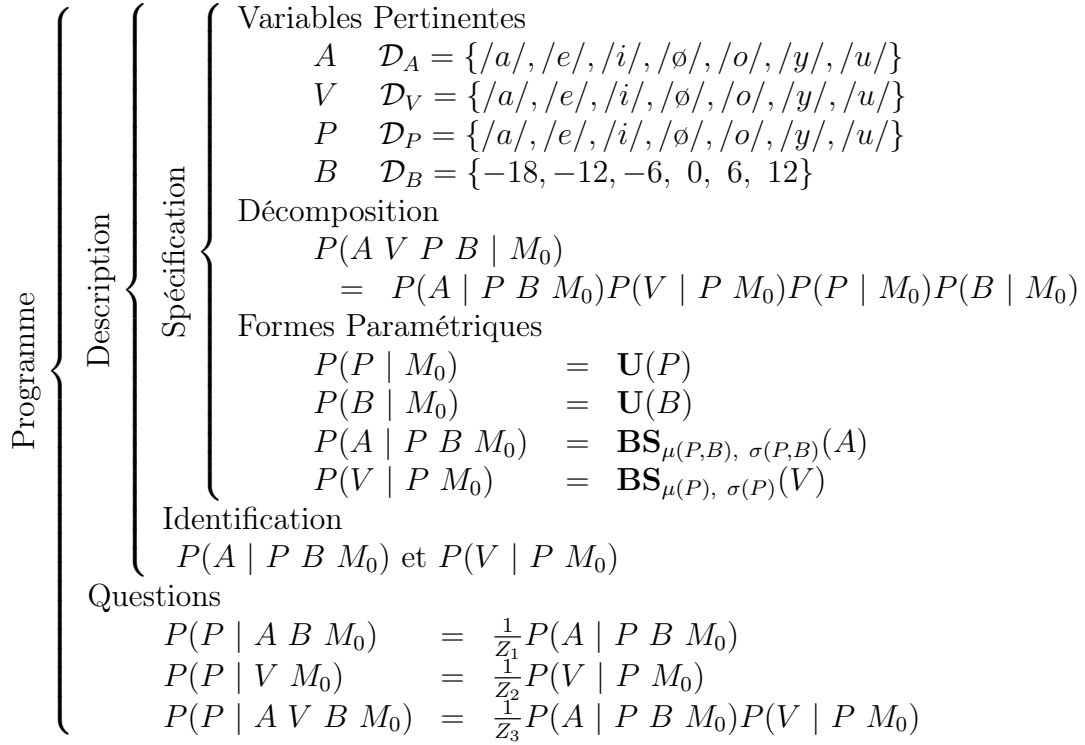 Programme
Description
Spécification
Variables Pertinentes
A 𝒟_A = {/a/, /e/, /i/, /ø/, /o/, /y/, /u/}
V 𝒟_V = {/a/, /e/, /i/, /ø/, /o/, /y/, /u/}
P 𝒟_P = {/a/, /e/, /i/, /ø/, /o/, /y/, /u/}
B 𝒟_B = {−18, −12, −6, 0, 6, 12}
Décomposition
P(A V P B | M_0)
= P(A | P B M_0)P(V | P M_0)P(P | M_0)P(B | M_0)
Formes Paramétriques
P(P | M_0) = U(P)
P(B | M_0) = U(B)
P(A | P B M_0) = BS_{μ(P,B), σ(P,B)}(A)
P(V | P M_0) = BS_{μ(P), σ(P)}(V)
Identification
P(A | P B M_0) et P(V | P M_0)
Questions
P(P | A B M_0) = 1/Z_1 P(A | P B M_0)
P(P | V M_0) = 1/Z_2 P(V | P M_0)
P(P | A V B M_0) = 1/Z_3 P(A | P B M_0)P(V | P M_0)